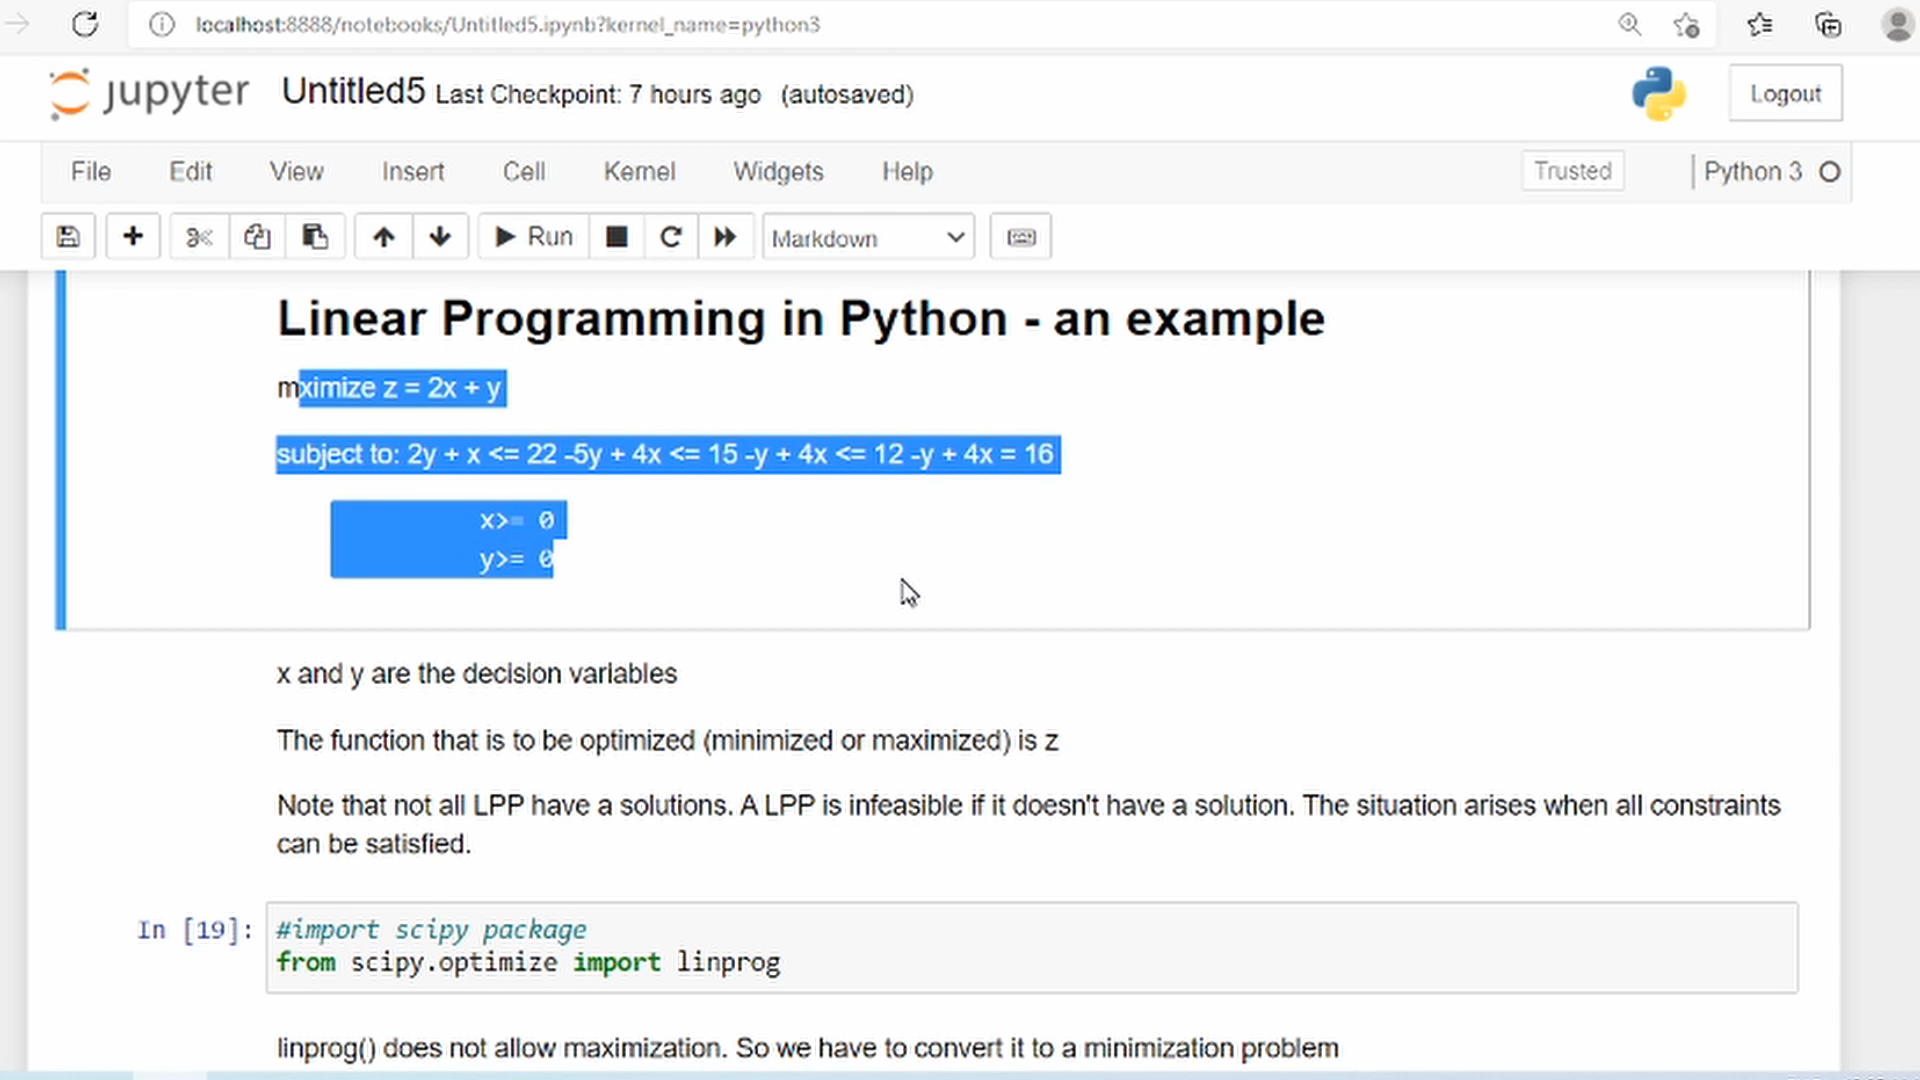 localhost:8888/notebooks/Untitled5.ipynb?kernel_name=python3
jupyter Untitled5 Last Checkpoint: 7 hours ago (autosaved) Logout
File Edit View Insert Cell Kernel Widgets Help Trusted Python 3
Run Markdown
Linear Programming in Python - an example
mximize z = 2x + y
subject to: 2y + x <= 22 -5y + 4x <= 15 -y + 4x <= 12 -y + 4x = 16
x>= 0
y>= 0
x and y are the decision variables
The function that is to be optimized (minimized or maximized) is z
Note that not all LPP have a solutions. A LPP is infeasible if it doesn't have a solution. The situation arises when all constraints
can be satisfied.
In [19]: #import scipy package
from scipy.optimize import linprog
linprog() does not allow maximization. So we have to convert it to a minimization problem